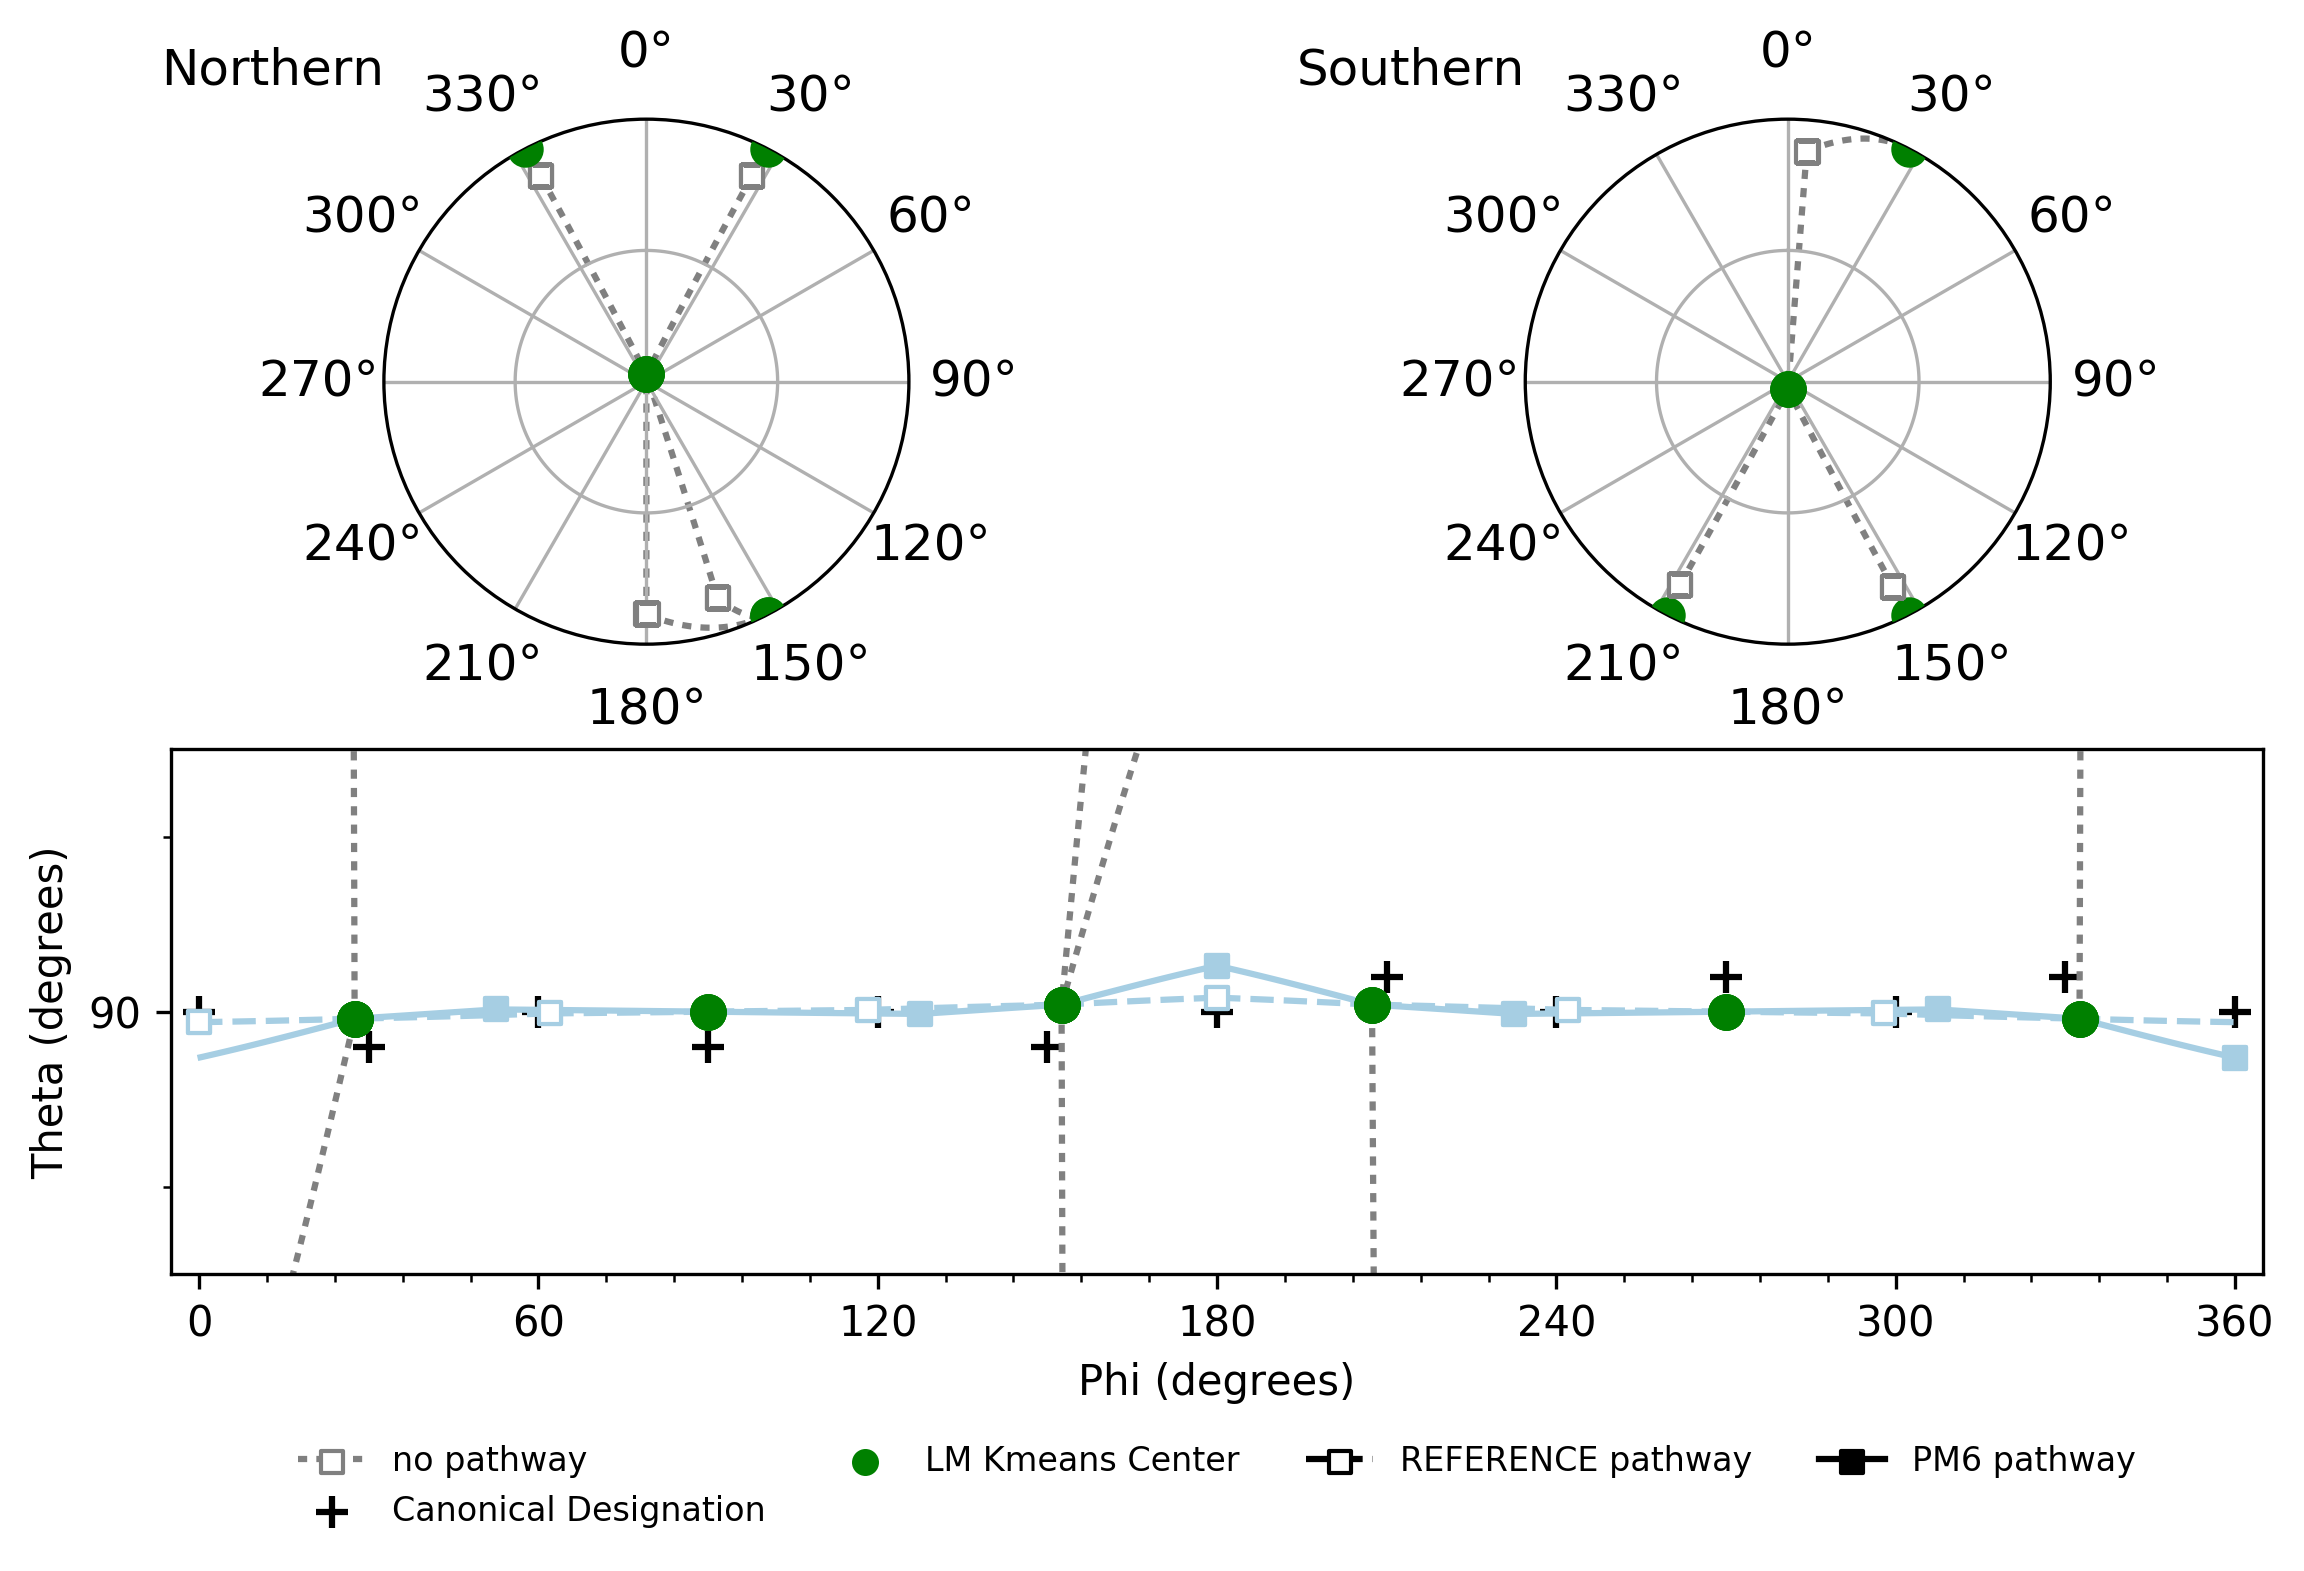 Northern
0°
330°
30°
300°
60°
270°
90°
240°
120°
210°
150°
180°
Southern
0°
330°
30°
300°
60°
270°
90°
240°
120°
210°
150°
180°
Theta (degrees)
90
0 60 120 180 240 300 360
Phi (degrees)
no pathway
LM Kmeans Center
REFERENCE pathway
PM6 pathway
Canonical Designation